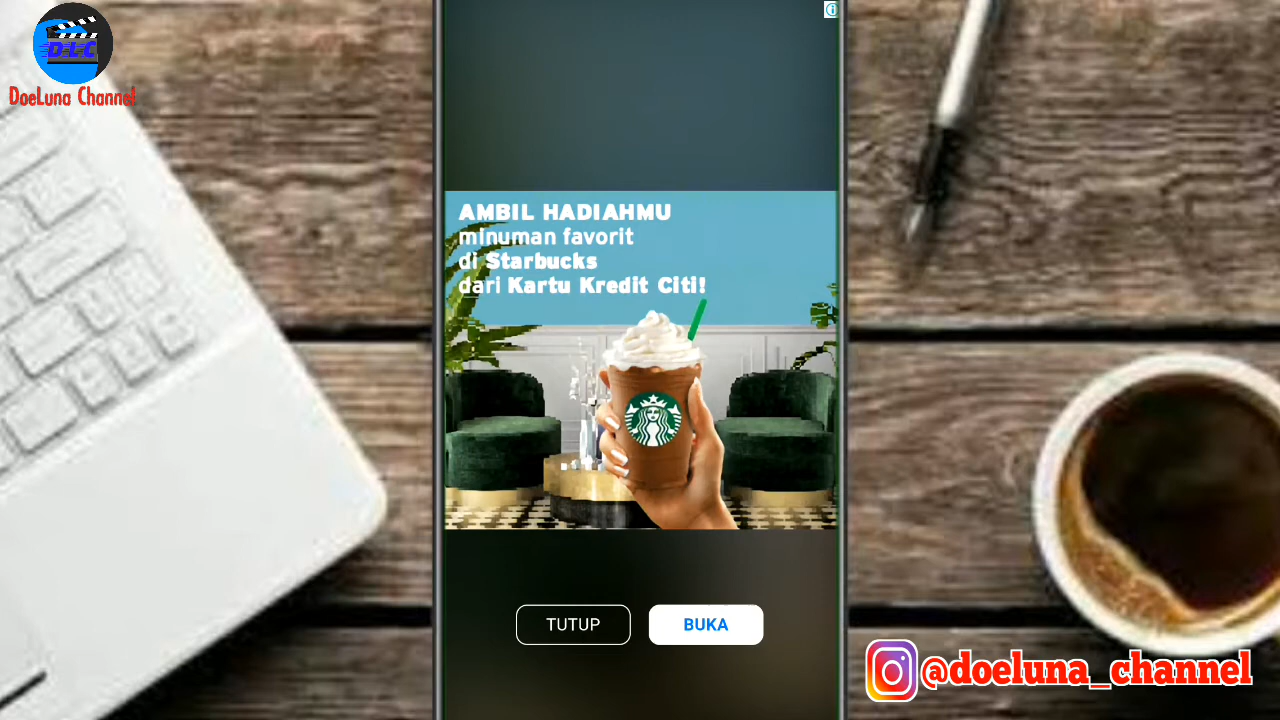 DLC
DoeLuna Channel
AMBIL HADIAHMU
minuman favorit
di Starbucks
dari Kartu Kredit Citi!
TUTUP
BUKA
@doeluna_channel